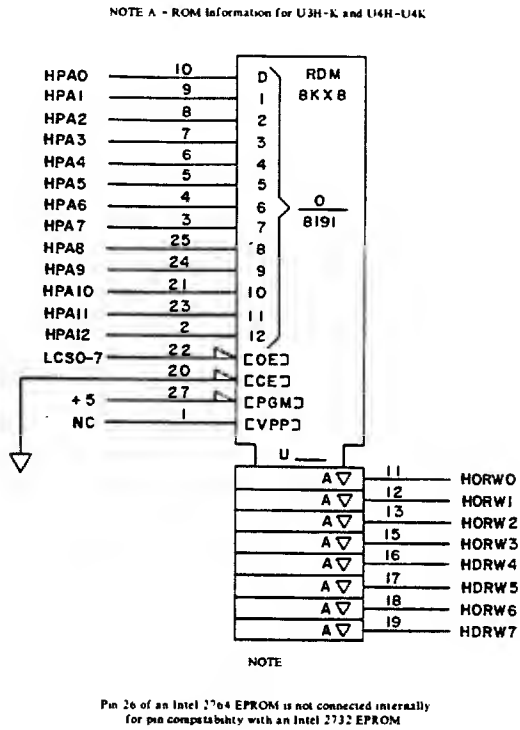 NOTE A - ROM Information for U3H-K and U4H-U4K
HPA0 10 0 RDM
HPA1 9 1 8KX8
HPA2 8 2
HPA3 7 3
HPA4 6 4
HPA5 5 5
HPA6 4 6 0
HPA7 3 7 8191
HPA8 25 8
HPA9 24 9
HPA10 21 10
HPA11 23 11
HPA12 2 12
LCS0-7 22 [OE]
20 [CE]
+5 27 [PGM]
NC 1 [VPP]
U ___
A 11 HDRW0
A 12 HDRW1
A 13 HDRW2
A 15 HDRW3
A 16 HDRW4
A 17 HDRW5
A 18 HDRW6
A 19 HDRW7
NOTE
Pin 26 of an Intel 2764 EPROM is not connected internally
for pin compatability with an Intel 2732 EPROM